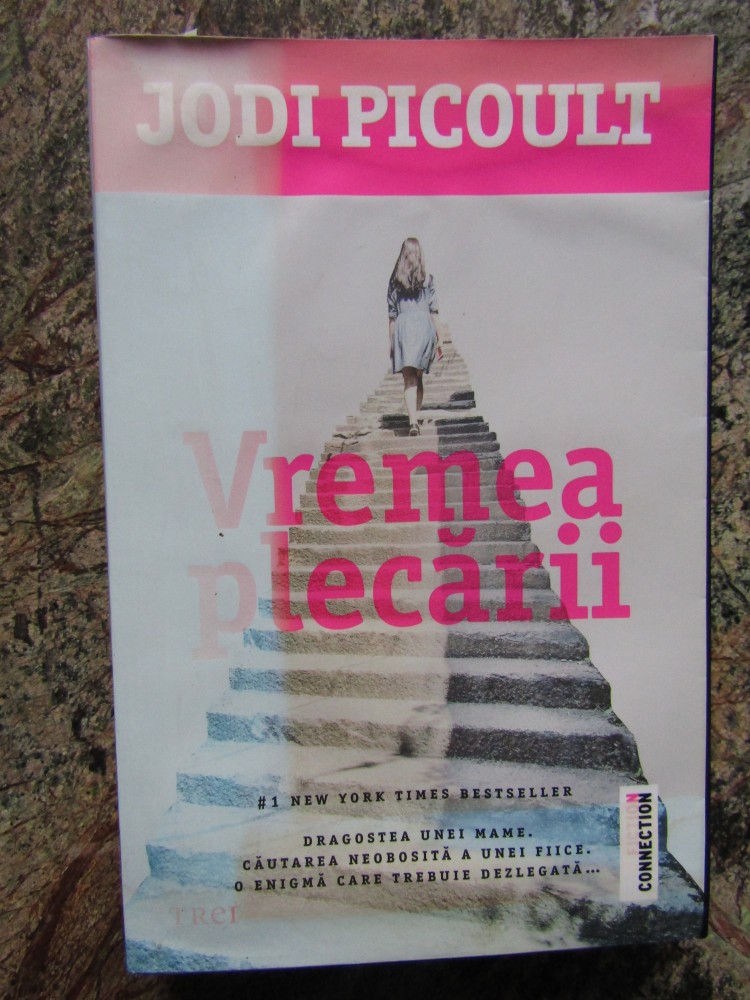 JODI PICOULT
Vremea
plecării
#1 NEW YORK TIMES BESTSELLER
DRAGOSTEA UNEI MAME.
CĂUTAREA NEOBOSITĂ A UNEI FIICE.
O ENIGMĂ CARE TREBUIE DEZLEGATĂ...
FICTION
CONNECTION
TREI